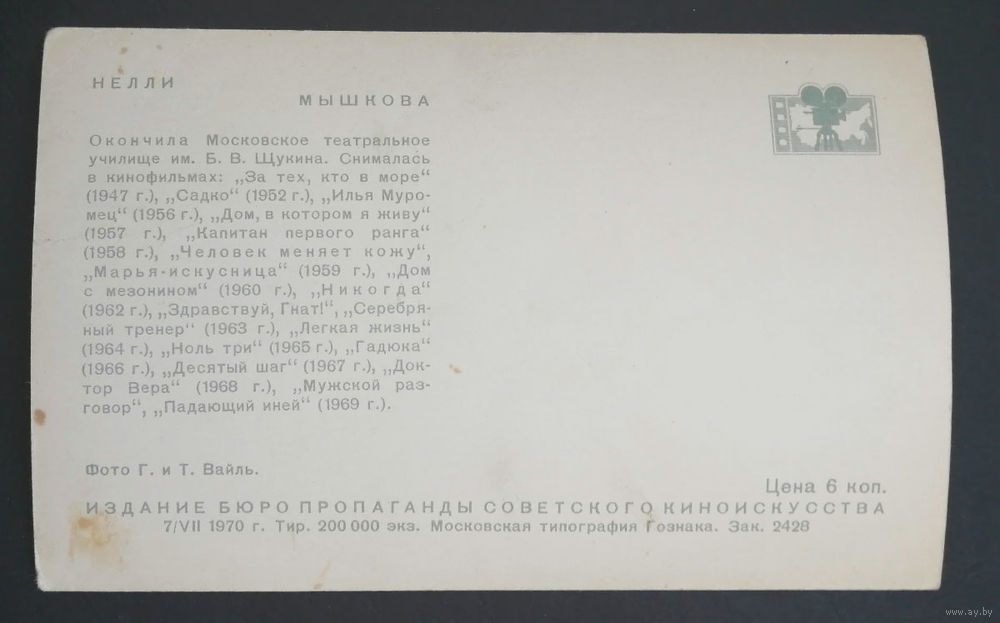 НЕЛЛИ
МЫШКОВА
Окончила Московское театральное
училище им. Б. В. Щукина. Снималась
в кинофильмах: „За тех, кто в море“
(1947 г.), „Садко“ (1952 г.), „Илья Муро-
мец“ (1956 г.), „Дом, в котором я живу“
(1957 г.), „Капитан первого ранга“
(1958 г.), „Человек меняет кожу“,
„Марья-искусница“ (1959 г.), „Дом
с мезонином“ (1960 г.), „Никогда“
(1962 г.), „Здравствуй, Гнат!“, „Серебря-
ный тренер“ (1963 г.), „Легкая жизнь“
(1964 г.), „Ноль три“ (1965 г.), „Гадюка“
(1966 г.), „Десятый шаг“ (1967 г.), „Док-
тор Вера“ (1968 г.), „Мужской раз-
говор“, „Падающий иней“ (1969 г.).
Фото Г. и Т. Вайль.
Цена 6 коп.
ИЗДАНИЕ БЮРО ПРОПАГАНДЫ СОВЕТСКОГО КИНОИСКУССТВА
7/VII 1970 г. Тир. 200 000 экз. Московская типография Гознака. Зак. 2428
www.ay.by